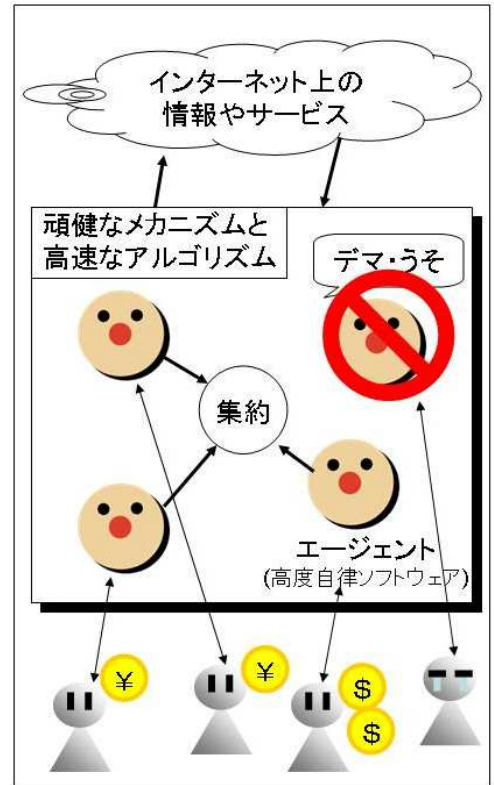 インターネット上の
情報やサービス
頑健なメカニズムと
高速なアルゴリズム
デマ・うそ
集約
エージェント
(高度自律ソフトウェア)
¥
¥
$
$